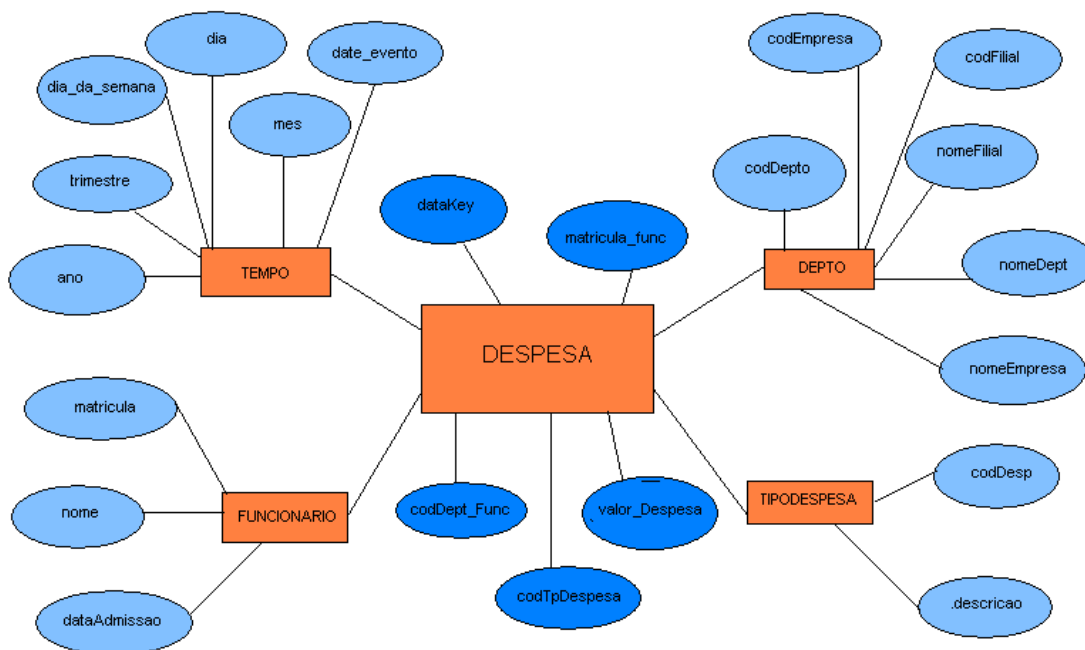 dia
date_evento
codEmpresa
codFilial
dia_da_semana
mes
nomeFilial
trimestre
codDepto
dataKey
matricula_func
ano
TEMPO
DEPTO
nomeDept
DESPESA
nomeEmpresa
matricula
codDesp
nome
FUNCIONARIO
codDept_Func
valor_Despesa
TIPODESPESA
dataAdmissao
codTpDespesa
.descricao